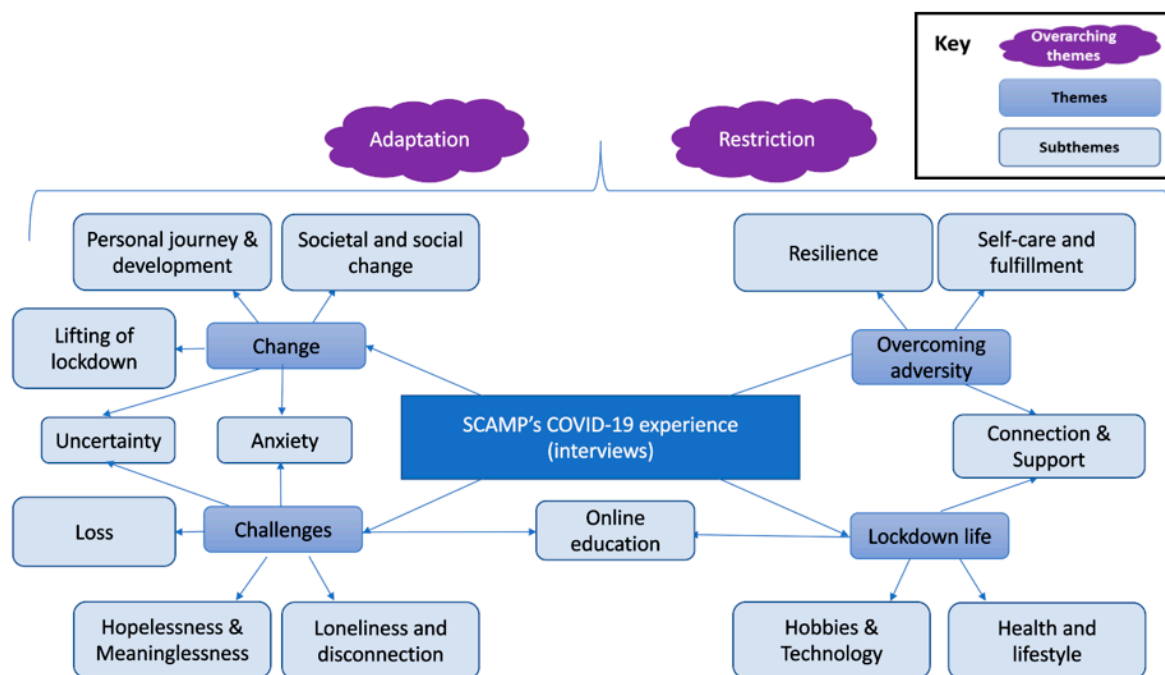 Key
Overarching
themes
Themes
Subthemes
Adaptation
Restriction
Personal journey &
development
Societal and social
change
Resilience
Self-care and
fulfillment
Lifting of
lockdown
Change
Overcoming
adversity
SCAMP's COVID-19 experience
(interviews)
Uncertainty
Anxiety
Connection &
Support
Loss
Challenges
Online
education
Lockdown life
Hopelessness &
Meaninglessness
Loneliness and
disconnection
Hobbies &
Technology
Health and
lifestyle